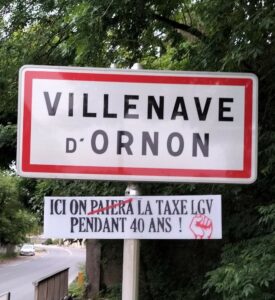 VILLENAVE
D'ORNON
ICI ON PAIERA LA TAXE LGV
PENDANT 40 ANS !